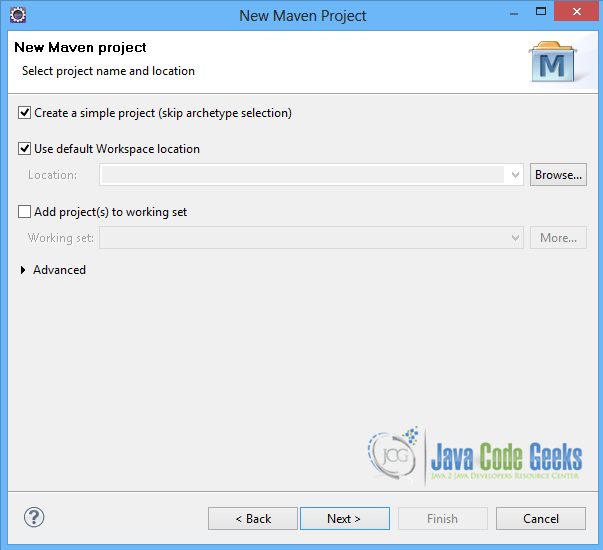 New Maven Project
New Maven project
Select project name and location
M
Create a simple project (skip archetype selection)
Use default Workspace location
Location:
Browse...
Add project(s) to working set
Working set:
More...
Advanced
JCG
Java Code Geeks
Java 2 Java Developers Resource Center
?
< Back
Next >
Finish
Cancel